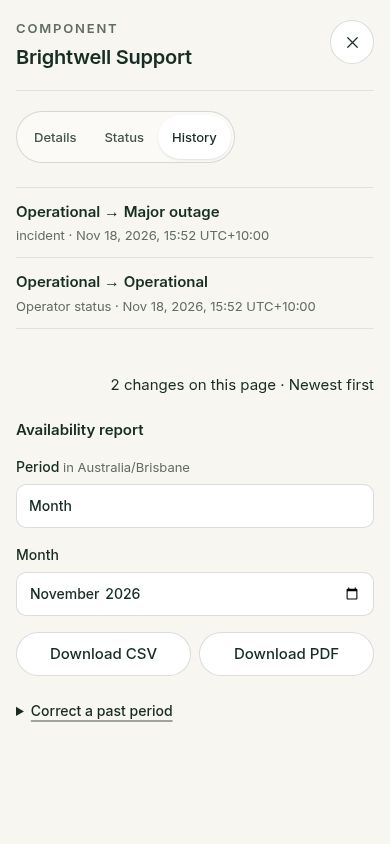 COMPONENT
Brightwell Support
Details Status History
Operational → Major outage
incident · Nov 18, 2026, 15:52 UTC+10:00
Operational → Operational
Operator status · Nov 18, 2026, 15:52 UTC+10:00
2 changes on this page · Newest first
Availability report
Period in Australia/Brisbane
Month
Month
November 2026
Download CSV Download PDF
Correct a past period